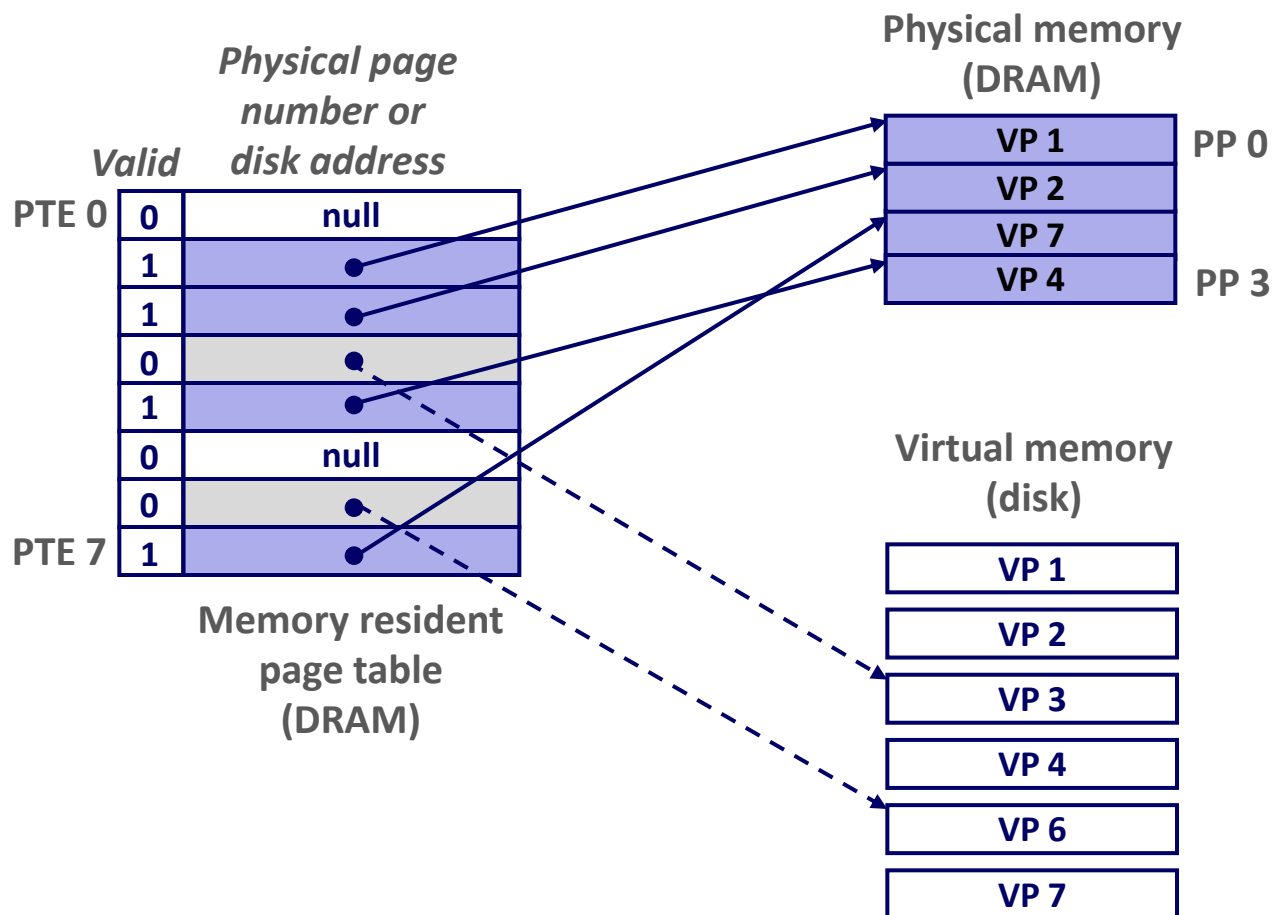 Physical memory
(DRAM)
Physical page
number or
disk address
Valid
VP 1
PP 0
VP 2
VP 7
VP 4
PP 3
PTE 0
0
null
1
1
0
1
0
null
0
PTE 7
1
Memory resident
page table
(DRAM)
Virtual memory
(disk)
VP 1
VP 2
VP 3
VP 4
VP 6
VP 7